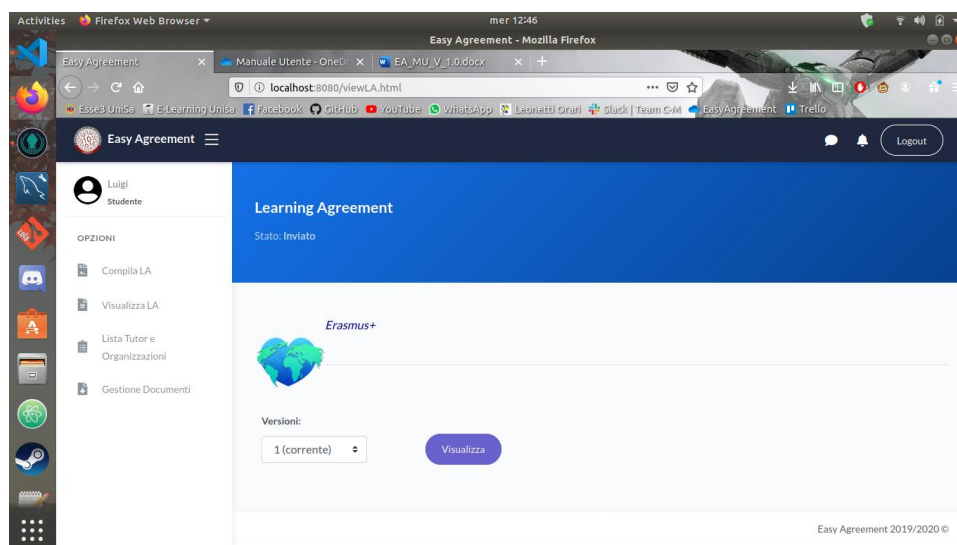 Activities Firefox Web Browser mer 12:46
Easy Agreement - Mozilla Firefox
Easy Agreement Manuale Utente - OneDr EA_MU_V_1.0.docx
localhost:8080/viewLA.html
Esse3 UniSa E-Learning Unisa Facebook GitHub YouTube WhatsApp Leonetti Orari Slack | Team C-M EasyAgreement Trello
Easy Agreement Logout
Luigi
Studente
OPZIONI
Compila LA
Visualizza LA
Lista Tutor e
Organizzazioni
Gestione Documenti
Learning Agreement
Stato: Inviato
Erasmus+
Versioni:
1 (corrente) Visualizza
Easy Agreement 2019/2020 ©